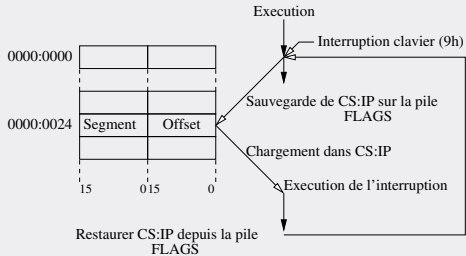 Execution
Interruption clavier (9h)
0000:0000
Sauvegarde de CS:IP sur la pile
FLAGS
0000:0024
Segment
Offset
Chargement dans CS:IP
15
0
15
0
Execution de l'interruption
Restaurer CS:IP depuis la pile
FLAGS